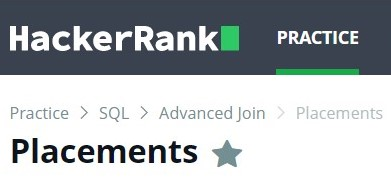 HackerRank PRACTICE
Practice > SQL > Advanced Join > Placements
Placements